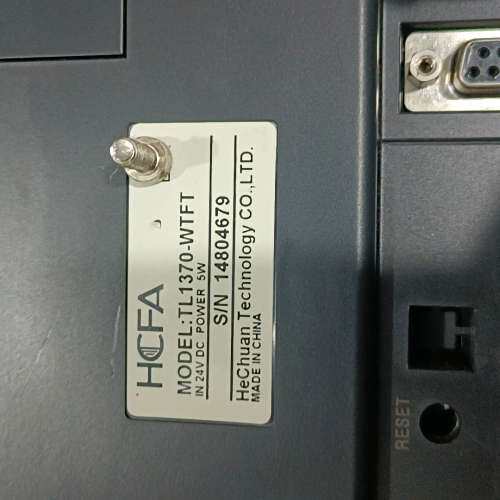 HCFA
MODEL:TL1370-WTFT
IN 24V DC POWER 5W
S/N 14804679
HeChuan Technology CO.,LTD.
MADE IN CHINA
RESET